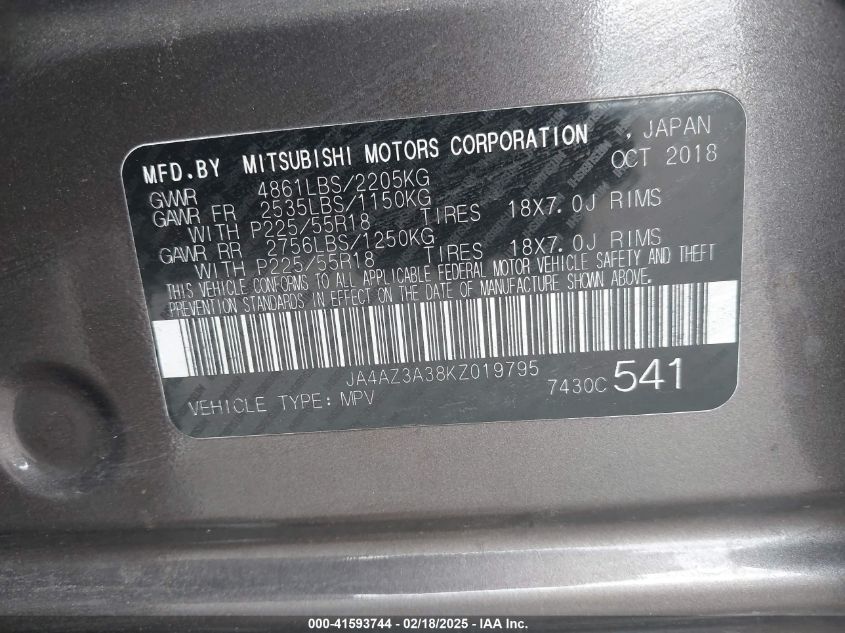 MFD.BY MITSUBISHI MOTORS CORPORATION , JAPAN
OCT 2018
GVWR 4861LBS/2205KG
GAWR FR 2535LBS/1150KG
WITH P225/55R18 TIRES 18X7.0J RIMS
GAWR RR 2756LBS/1250KG
WITH P225/55R18 TIRES 18X7.0J RIMS
THIS VEHICLE CONFORMS TO ALL APPLICABLE FEDERAL MOTOR VEHICLE SAFETY AND THEFT
PREVENTION STANDARDS IN EFFECT ON THE DATE OF MANUFACTURE SHOWN ABOVE.
JA4AZ3A38KZ019795
VEHICLE TYPE: MPV 7430C 541
000-41593744 - 02/18/2025 - IAA Inc.